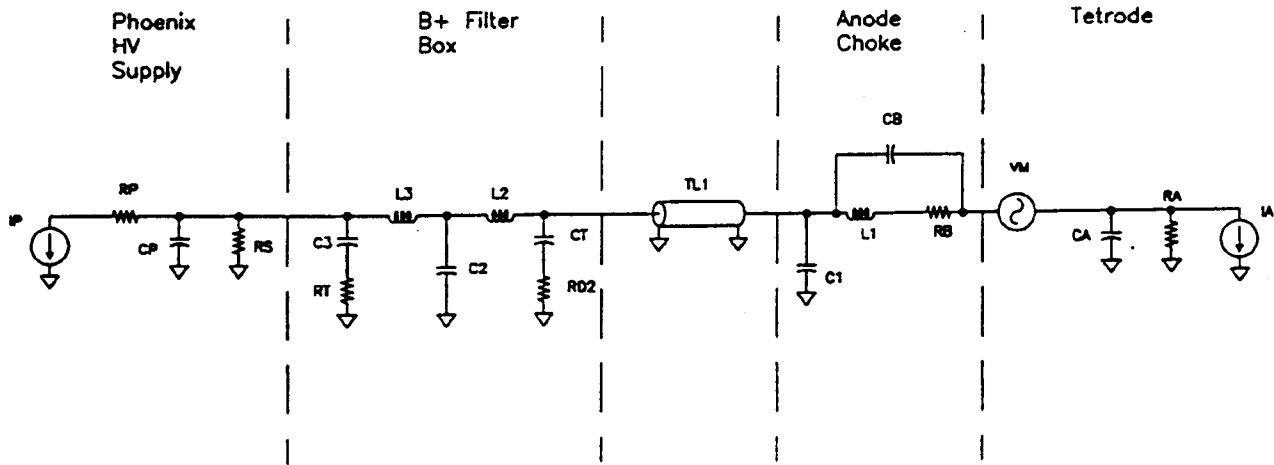 Phoenix
HV
Supply
B+ Filter
Box
Anode
Choke
Tetrode
CB
VM
RP
L3
L2
TL1
RA
IP
IA
CP
RS
C3
CT
L1
RB
CA
RT
C2
RD2
C1